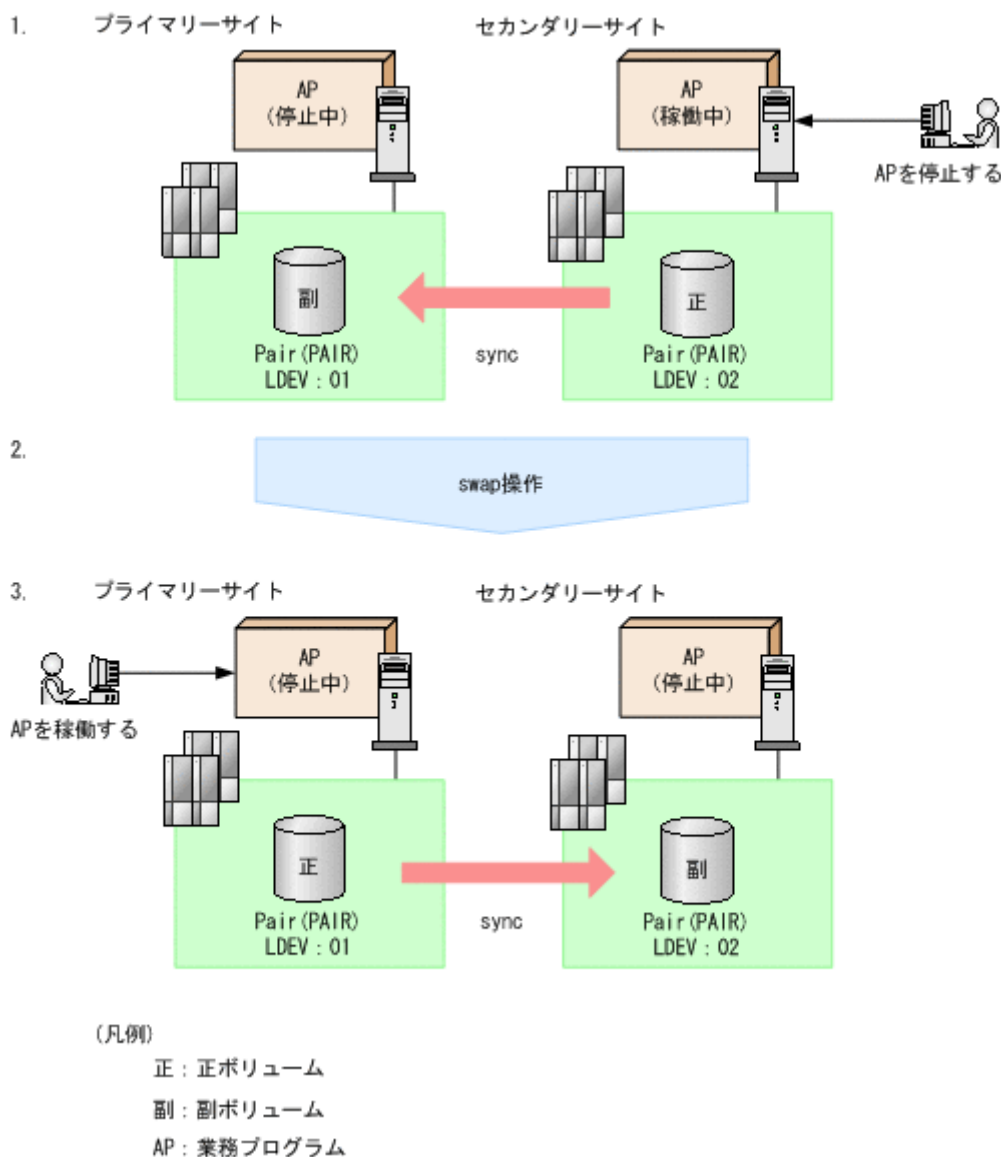 1. プライマリーサイト セカンダリーサイト
AP
(停止中)
AP
(稼働中)
APを停止する
副
正
Pair(PAIR)
LDEV:01
sync
Pair(PAIR)
LDEV:02
2.
swap操作
3. プライマリーサイト セカンダリーサイト
AP
(停止中)
AP
(停止中)
APを稼働する
正
副
Pair(PAIR)
LDEV:01
sync
Pair(PAIR)
LDEV:02
(凡例)
正:正ボリューム
副:副ボリューム
AP:業務プログラム